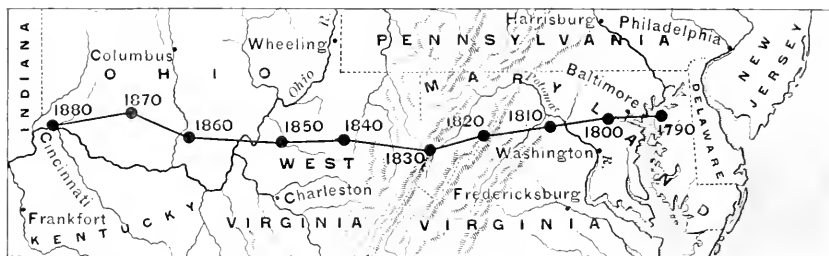 INDIANA
Columbus
OHIO
Wheeling
Ohio
R.
PENNSYLVANIA
Harrisburg
Philadelphia
NEW JERSEY
MARYLAND
Potomac
Baltimore
DELAWARE
1880
1870
1860
1850
1840
1830
1820
1810
1800
1790
Cincinnati
WEST VIRGINIA
Washington
R.
Charleston
Fredericksburg
Frankfort
KENTUCKY
VIRGINIA